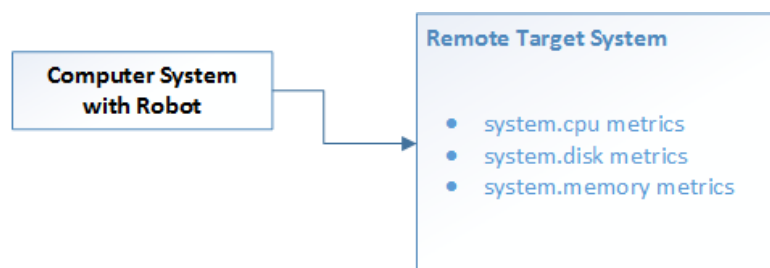 Computer System
with Robot
Remote Target System
• system.cpu metrics
• system.disk metrics
• system.memory metrics